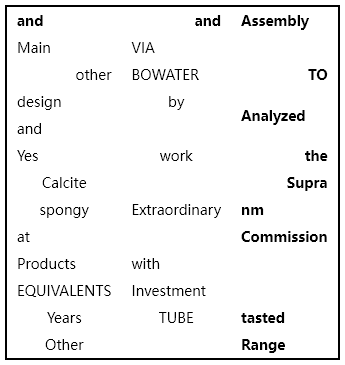 and and Assembly
Main VIA
other BOWATER TO
design by Analyzed
and
Yes work the
Calcite Supra
spongy Extraordinary nm
at Commission
Products with
EQUIVALENTS Investment
Years TUBE tasted
Other Range